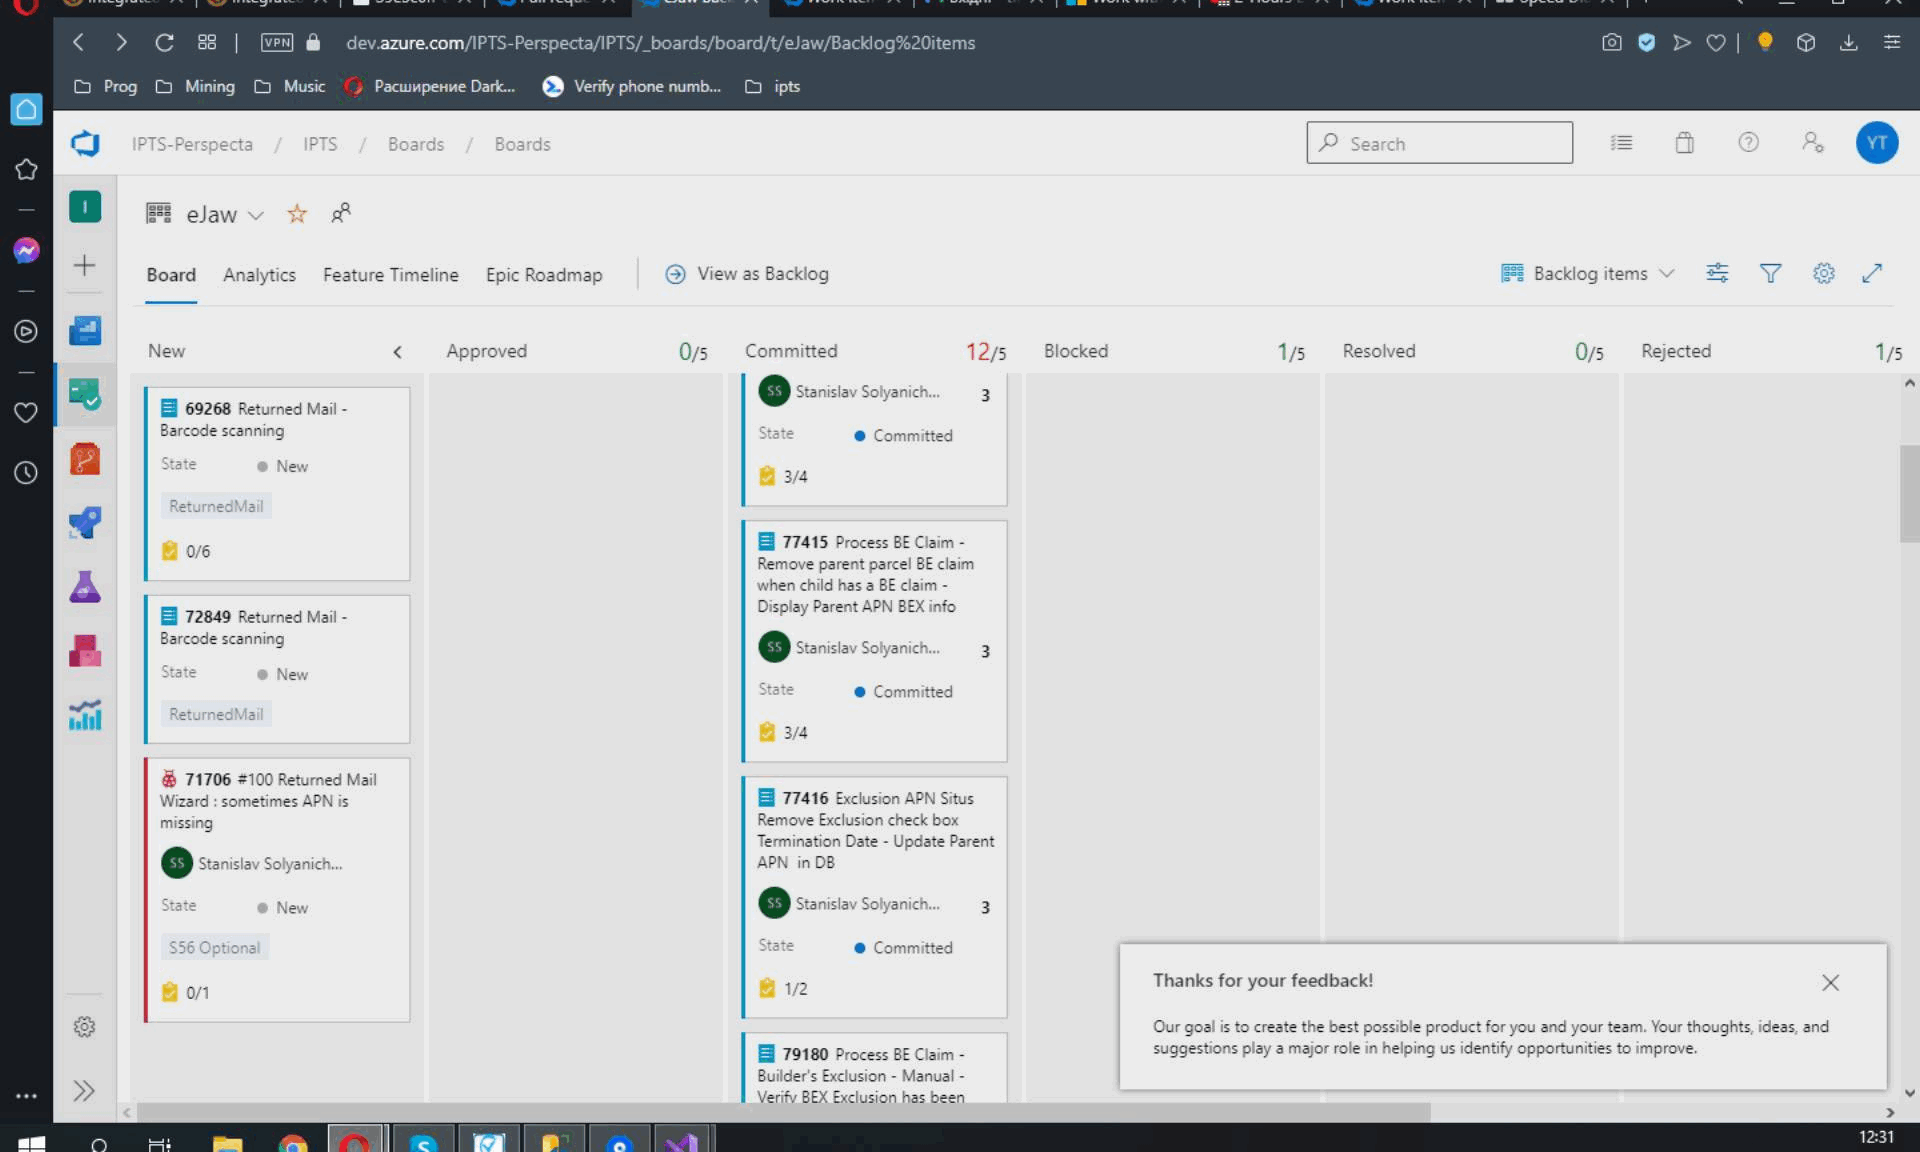 VPN
dev.azure.com/IPTS-Perspecta/IPTS/_boards/board/t/eJaw/Backlog%20items
Prog
Mining
Music
Расширение Dark...
Verify phone numb...
ipts
IPTS-Perspecta / IPTS / Boards / Boards
Search
YT
I
eJaw
Board
Analytics
Feature Timeline
Epic Roadmap
View as Backlog
Backlog items
New
Approved
0/5
Committed
12/5
Blocked
1/5
Resolved
0/5
Rejected
1/5
69268 Returned Mail -
Barcode scanning
State
New
ReturnedMail
0/6
72849 Returned Mail -
Barcode scanning
State
New
ReturnedMail
71706 #100 Returned Mail
Wizard : sometimes APN is
missing
SS Stanislav Solyanich...
State
New
S56 Optional
0/1
SS Stanislav Solyanich... 3
State
Committed
3/4
77415 Process BE Claim -
Remove parent parcel BE claim
when child has a BE claim -
Display Parent APN BEX info
SS Stanislav Solyanich... 3
State
Committed
3/4
77416 Exclusion APN Situs
Remove Exclusion check box
Termination Date - Update Parent
APN in DB
SS Stanislav Solyanich... 3
State
Committed
1/2
79180 Process BE Claim -
Builder's Exclusion - Manual -
Verify BEX Exclusion has been
Thanks for your feedback!
Our goal is to create the best possible product for you and your team. Your thoughts, ideas, and
suggestions play a major role in helping us identify opportunities to improve.
12:31